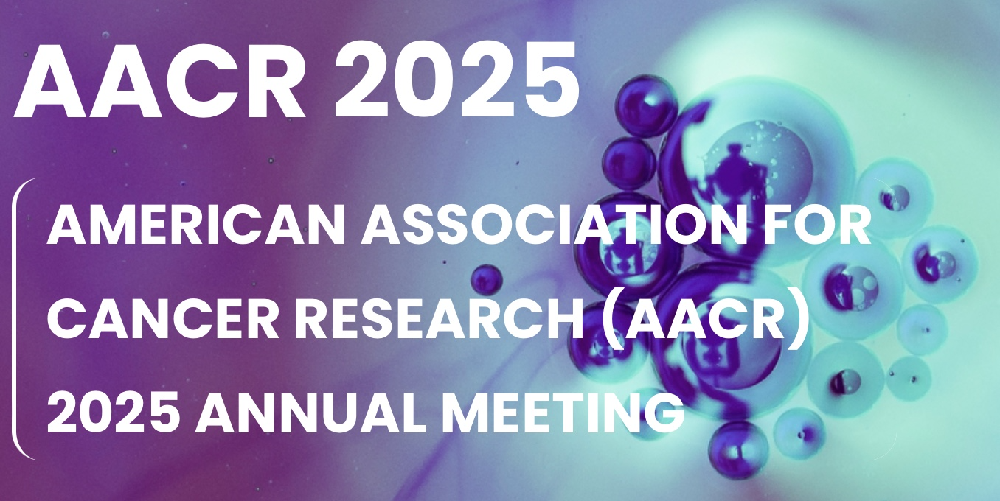 AACR 2025
AMERICAN ASSOCIATION FOR
CANCER RESEARCH (AACR)
2025 ANNUAL MEETING